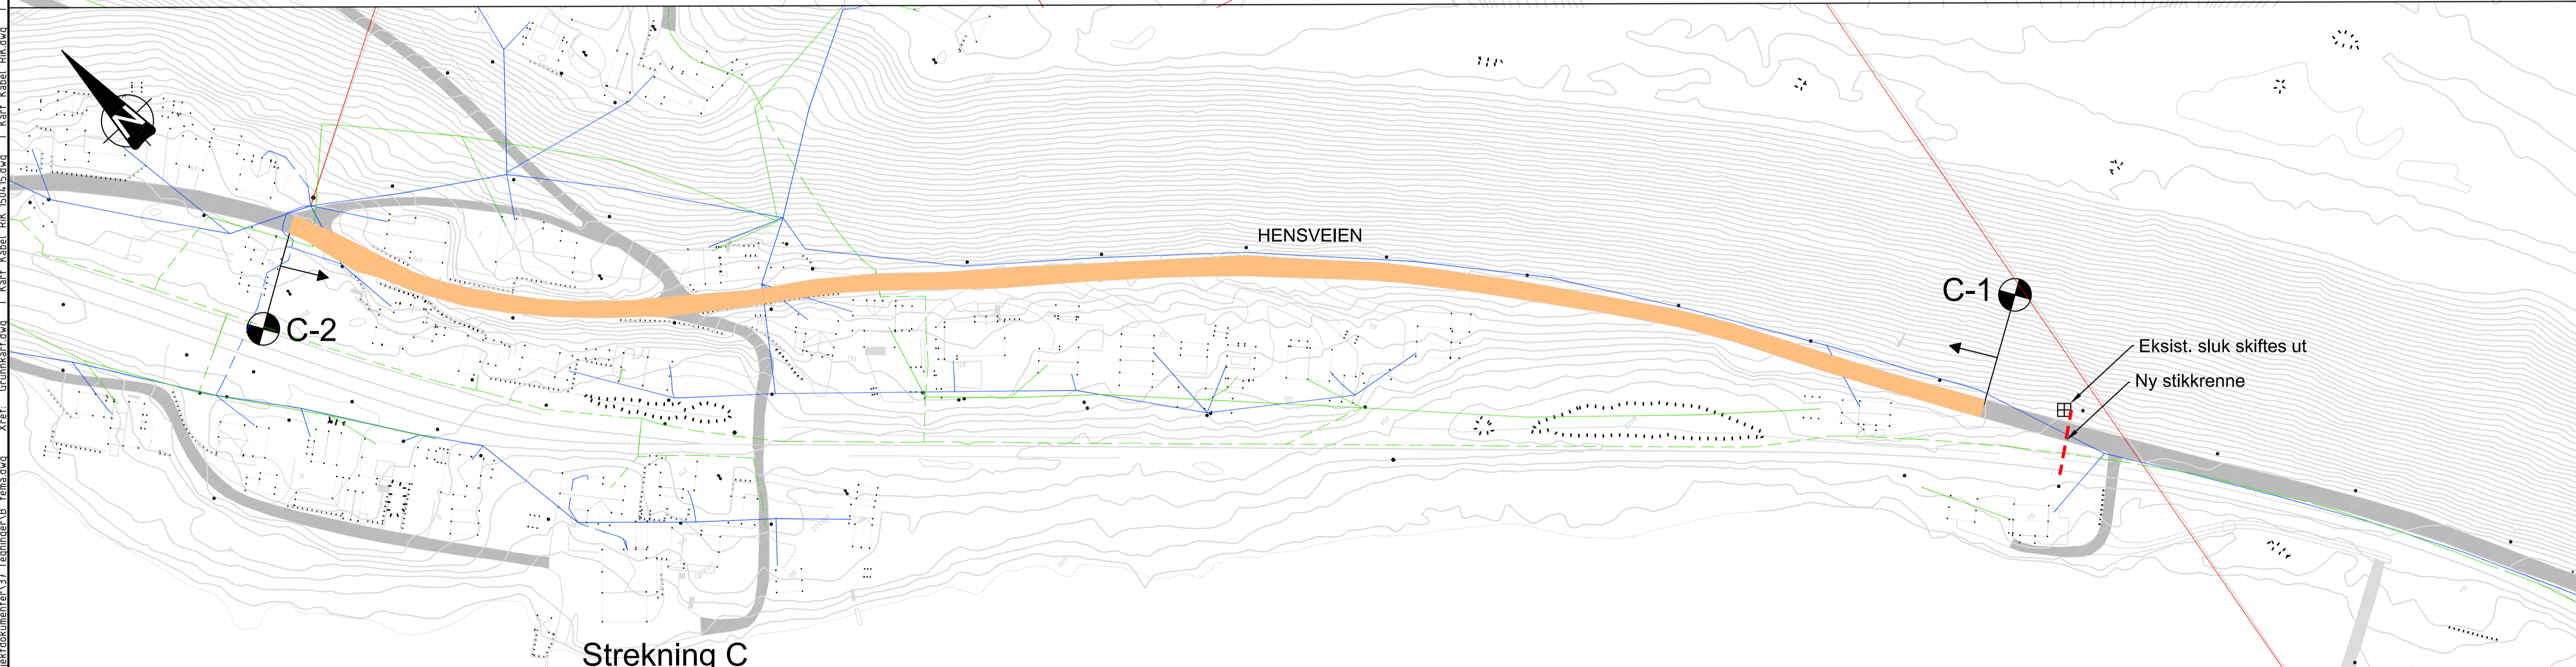 N
HENSVEIEN
C-1
C-2
Eksist. sluk skiftes ut
Ny stikkrenne
Strekning C